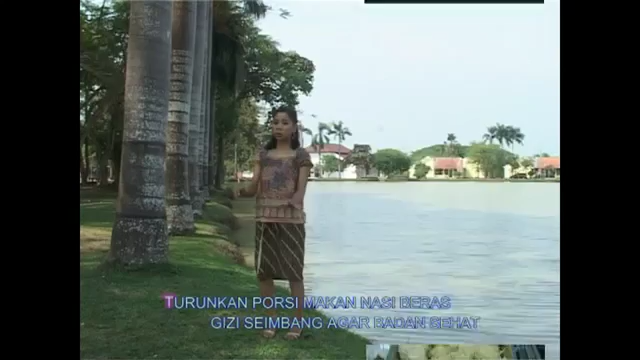 TURUNKAN PORSI MAKAN NASI BERAS
GIZI SEIMBANG AGAR BADAN SEHAT